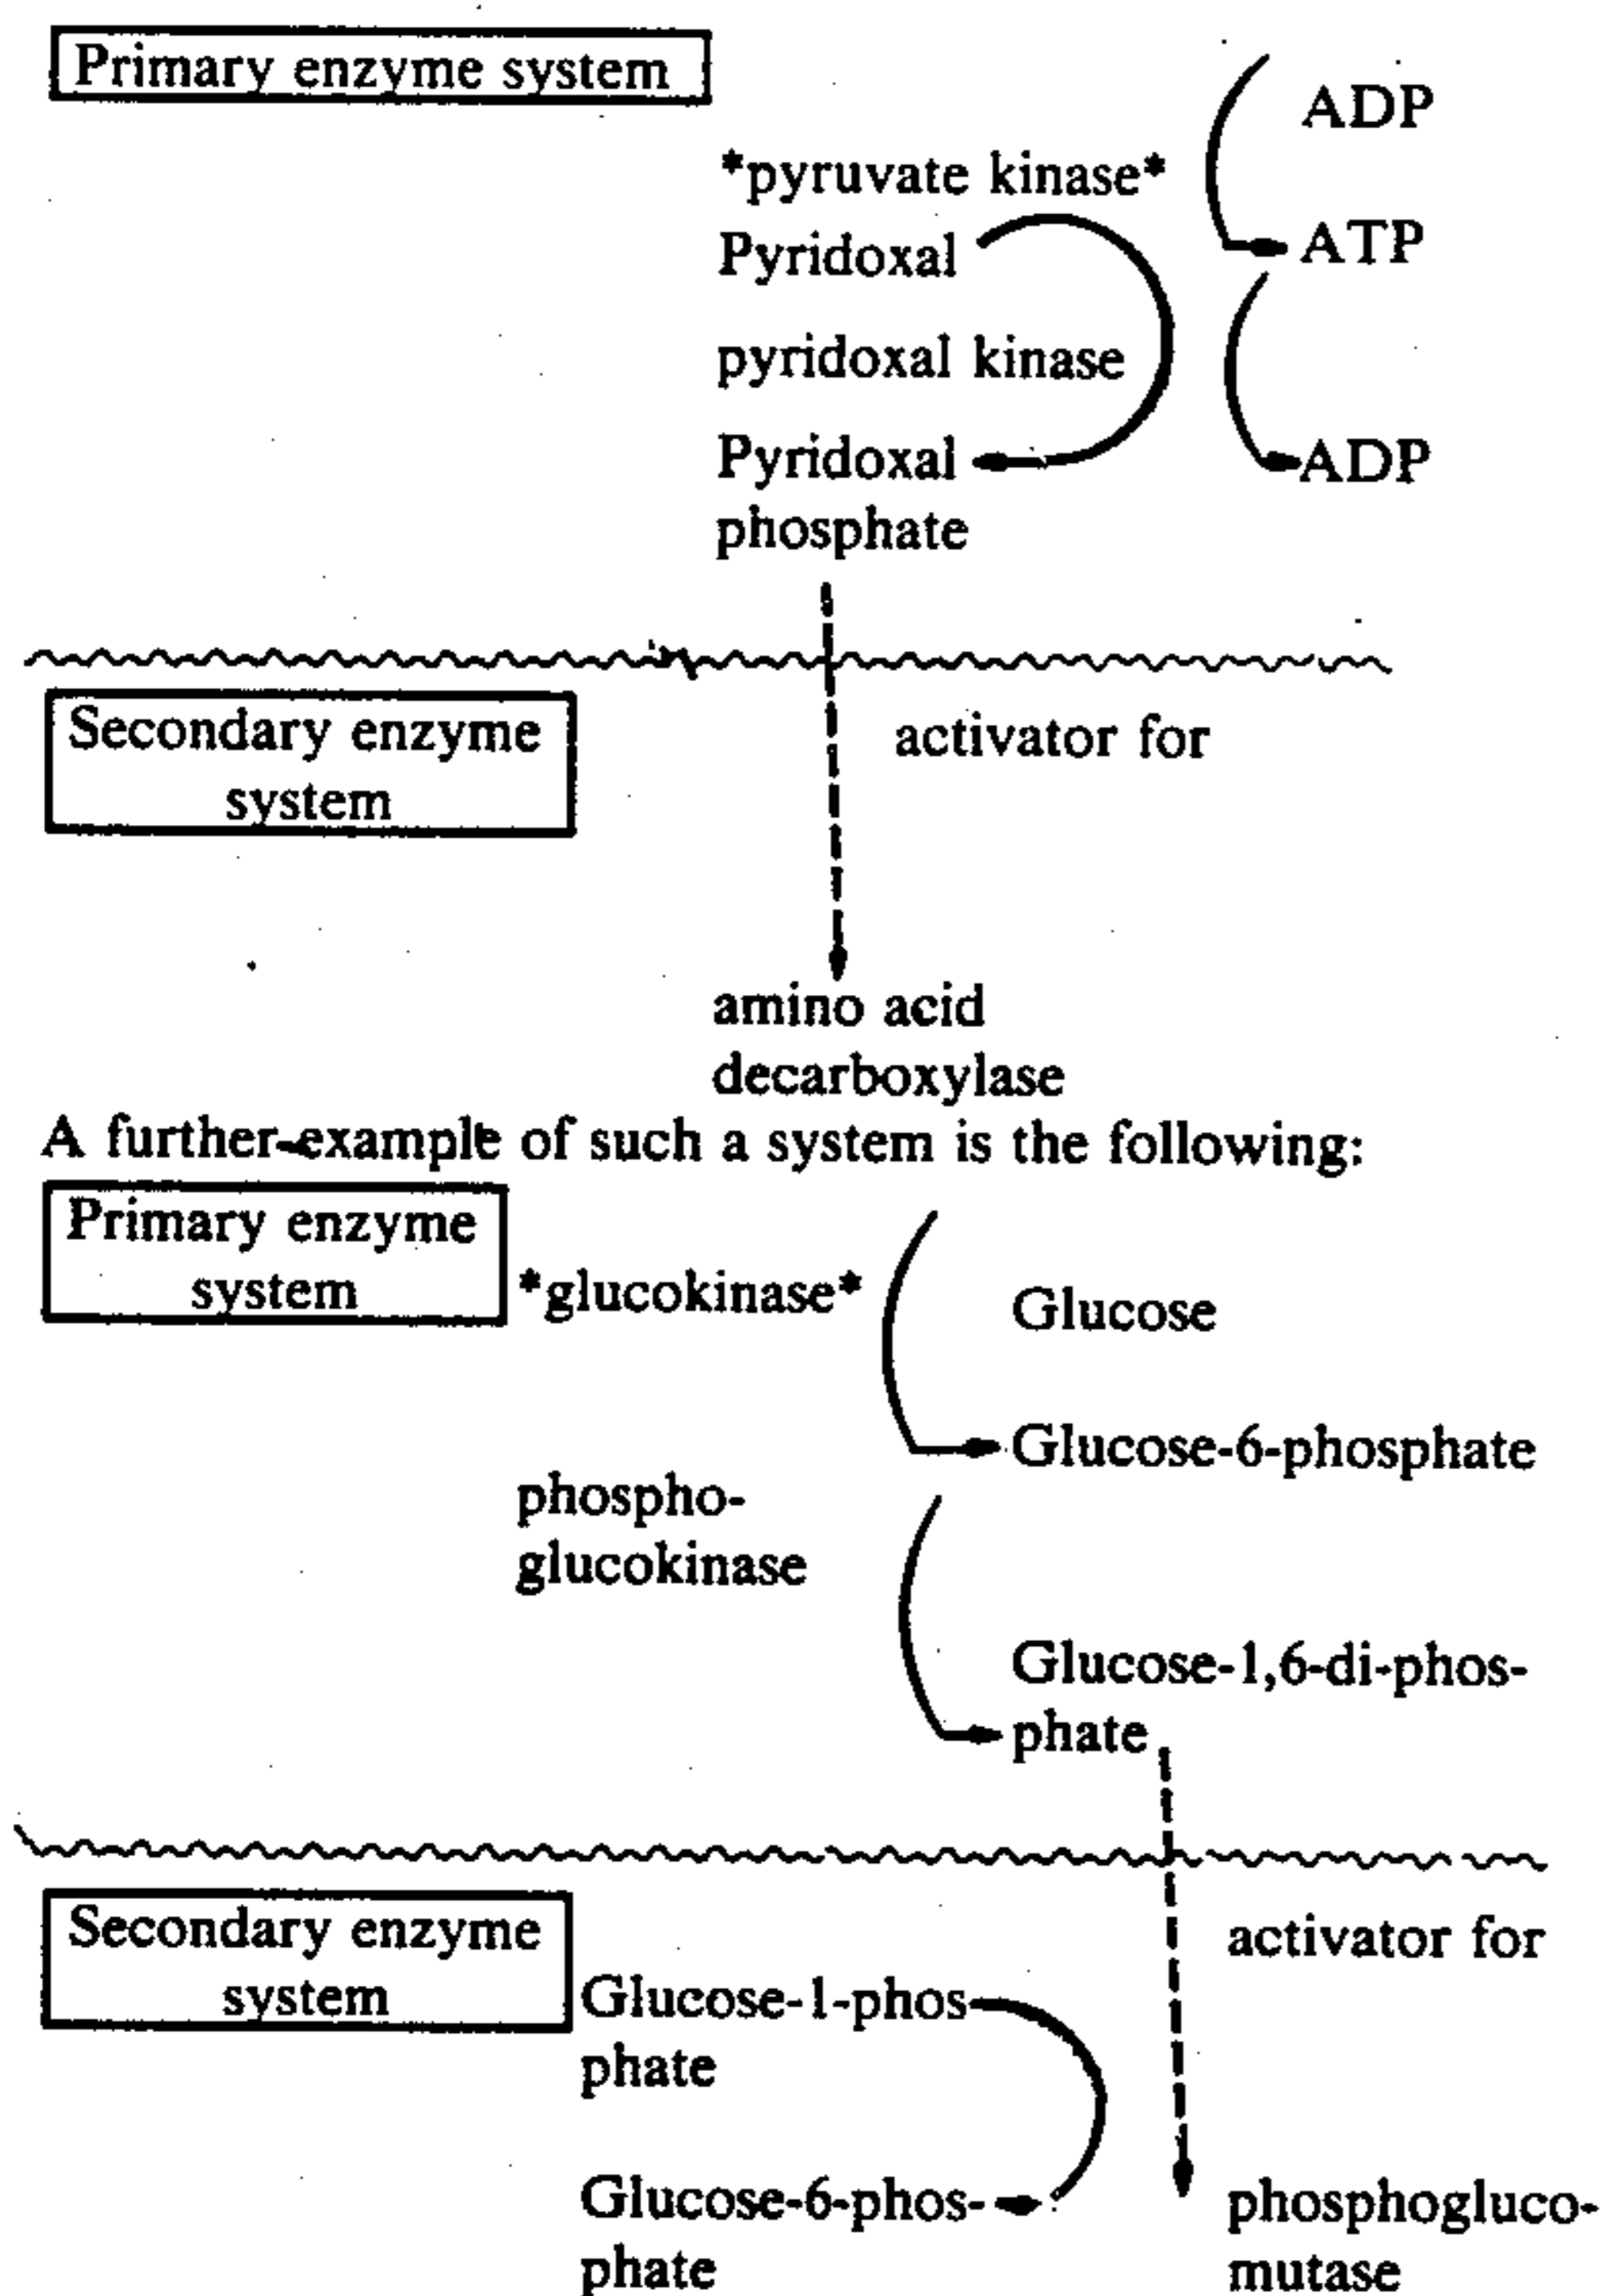 Primary enzyme system
ADP
*pyruvate kinase*
Pyridoxal
ATP
pyridoxal kinase
Pyridoxal
ADP
phosphate
Secondary enzyme
system
activator for
amino acid
decarboxylase
A further example of such a system is the following:
Primary enzyme
system
*glucokinase*
Glucose
Glucose-6-phosphate
phospho-
glucokinase
Glucose-1,6-di-phos-
phate
Secondary enzyme
system
activator for
Glucose-1-phos
phate
Glucose-6-phos-
phate
phosphogluco-
mutase